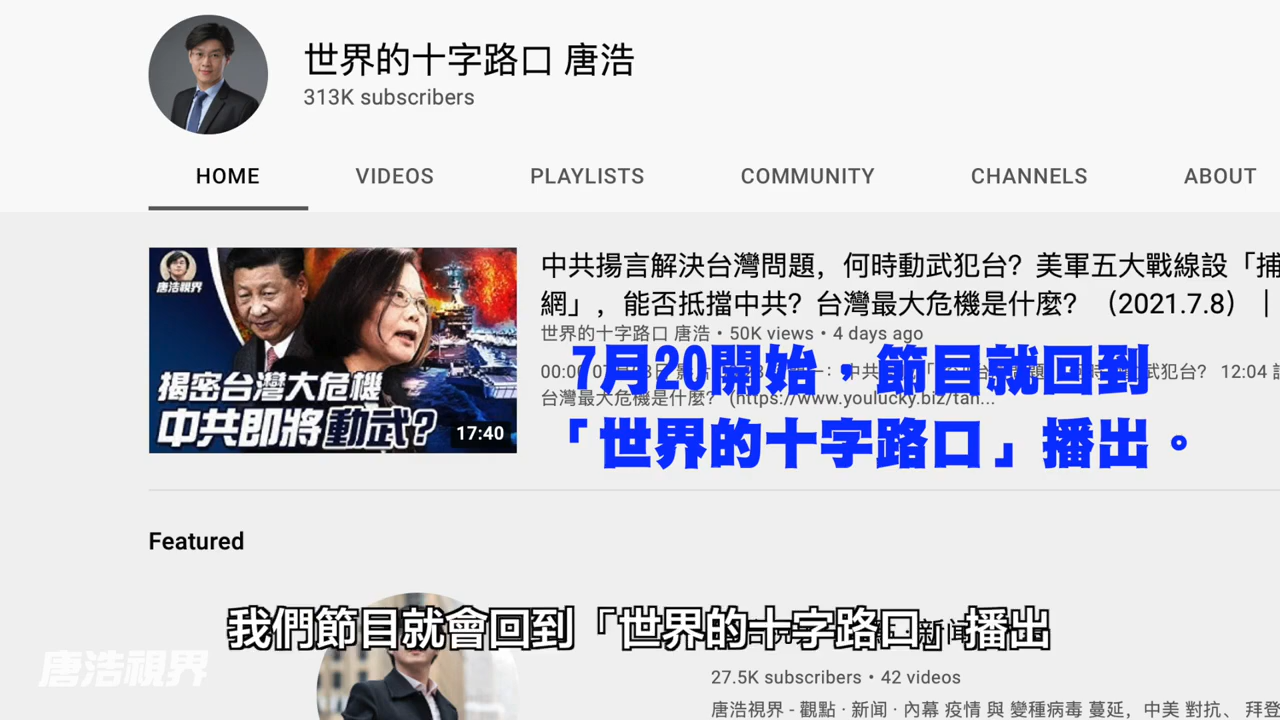 世界的十字路口 唐浩
313K subscribers
HOME
VIDEOS
PLAYLISTS
COMMUNITY
CHANNELS
ABOUT
唐浩視界
揭密台灣大危機
中共即將動武?
17:40
中共揚言解決台灣問題，何時動武犯台？美軍五大戰線設「捕
網」，能否抵擋中共？台灣最大危機是什麼？（2021.7.8）｜
世界的十字路口 唐浩 • 50K views • 4 days ago
7月20開始，節目就回到
「世界的十字路口」播出。
台灣最大危機是什麼？ (https://www.youlucky.biz/tan...
Featured
我們節目就會回到「世界的十字路口」播出
唐浩視界
27.5K subscribers • 42 videos
唐浩視界 - 觀點 · 新闻 · 內幕 疫情 與 變種病毒 蔓延，中美 對抗、 拜登